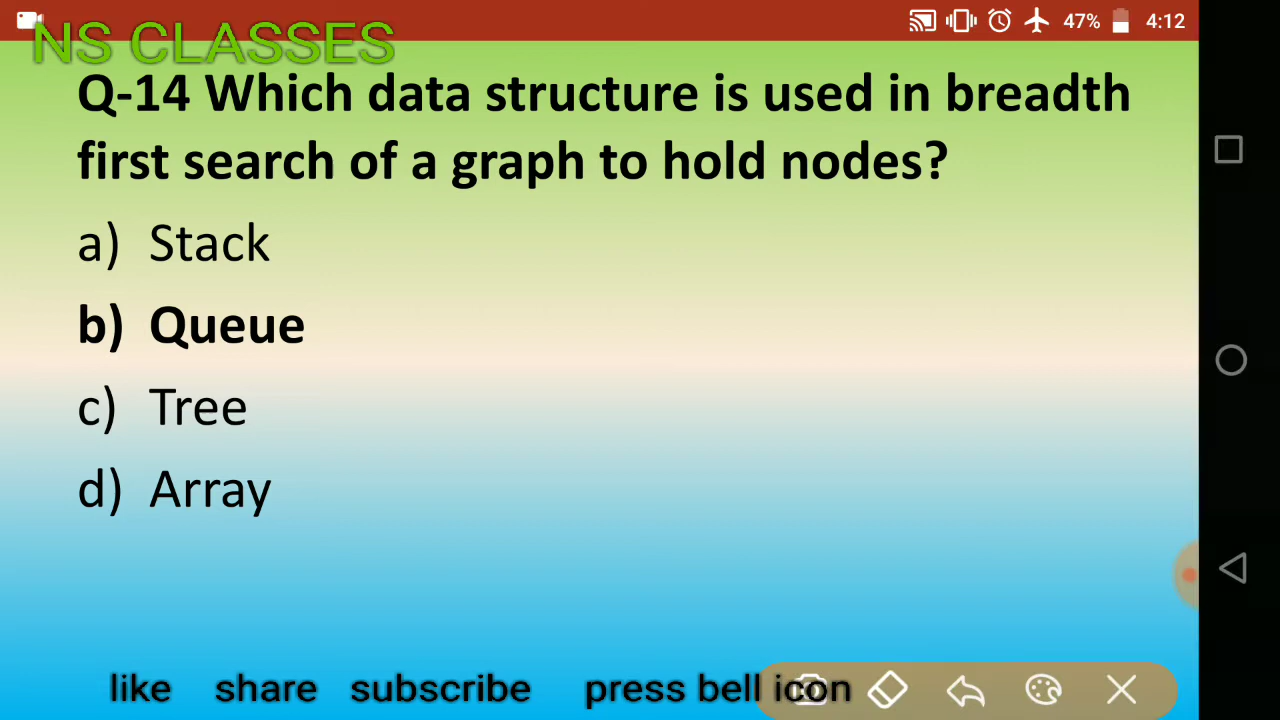 47% 4:12
NS CLASSES
Q-14 Which data structure is used in breadth
first search of a graph to hold nodes?
a) Stack
b) Queue
c) Tree
d) Array
like share subscribe press bell icon